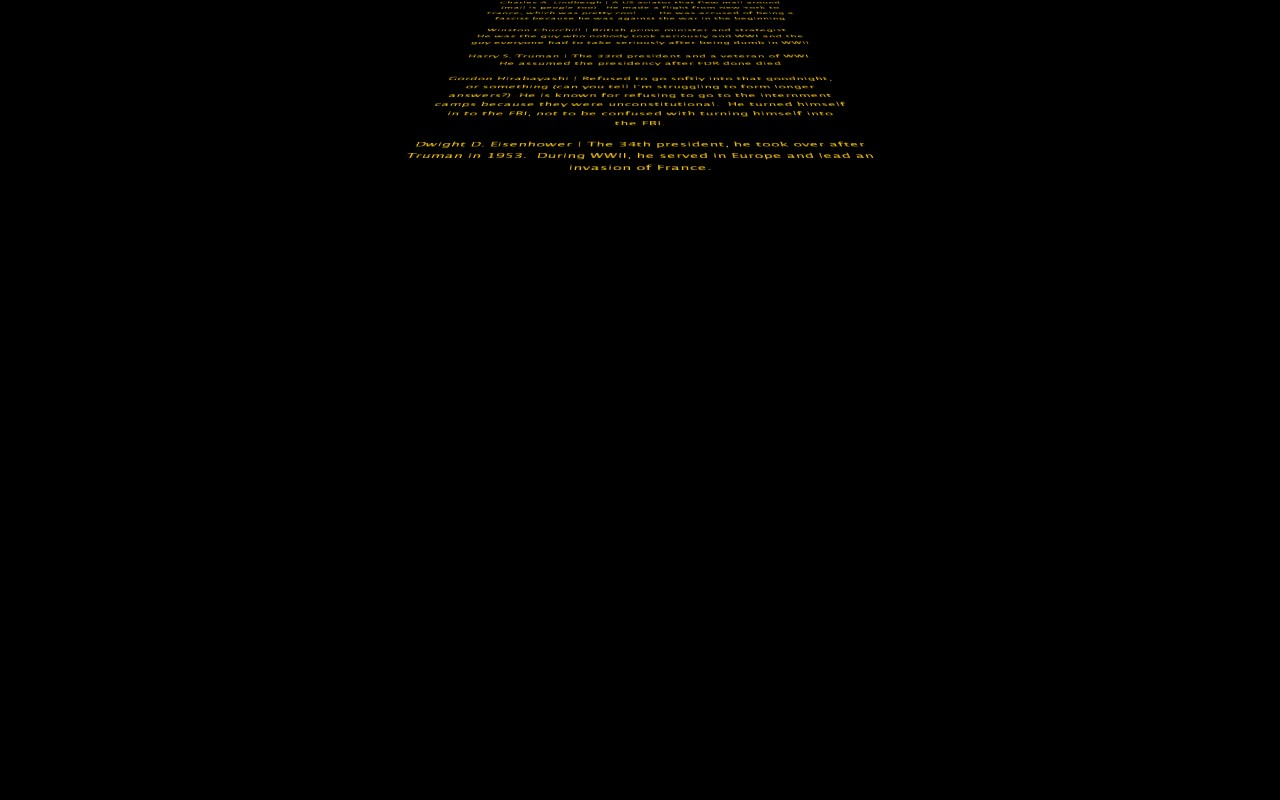 Charles A. Lindbergh | A US aviator that flew mail around
(mail is people too). He made a flight from New York to
France, which was pretty cool ... He was accused of being a
fascist because he was against the war in the beginning
Winston Churchill | British prime minister and strategist
He was the guy who nobody took seriously and WWI and the
guy everyone had to take seriously after being dumb in WWII
Harry S. Truman | The 33rd president and a veteran of WWI
He assumed the presidency after FDR done died
Gordon Hirabayashi | Refused to go softly into that goodnight,
or something (can you tell I'm struggling to form longer
answers?) He is known for refusing to go to the internment
camps because they were unconstitutional. He turned himself
in to the FBI, not to be confused with turning himself into
the FBI.
Dwight D. Eisenhower | The 34th president, he took over after
Truman in 1953. During WWII, he served in Europe and lead an
invasion of France.